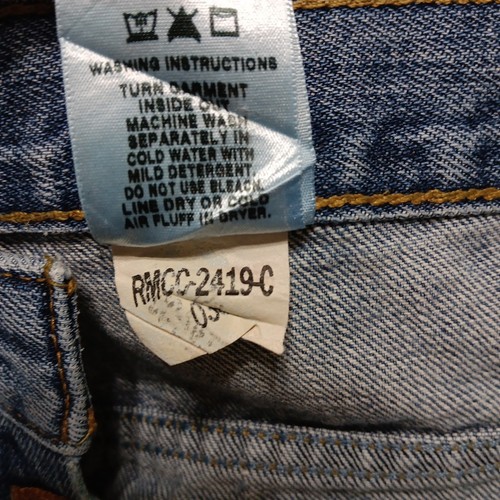 WASHING INSTRUCTIONS
TURN GARMENT
INSIDE OUT
MACHINE WASH
SEPARATELY IN
COLD WATER WITH
MILD DETERGENT.
DO NOT USE BLEACH.
LINE DRY OR COLD
AIR FLUFF IN DRYER.
RMCC-2419-C